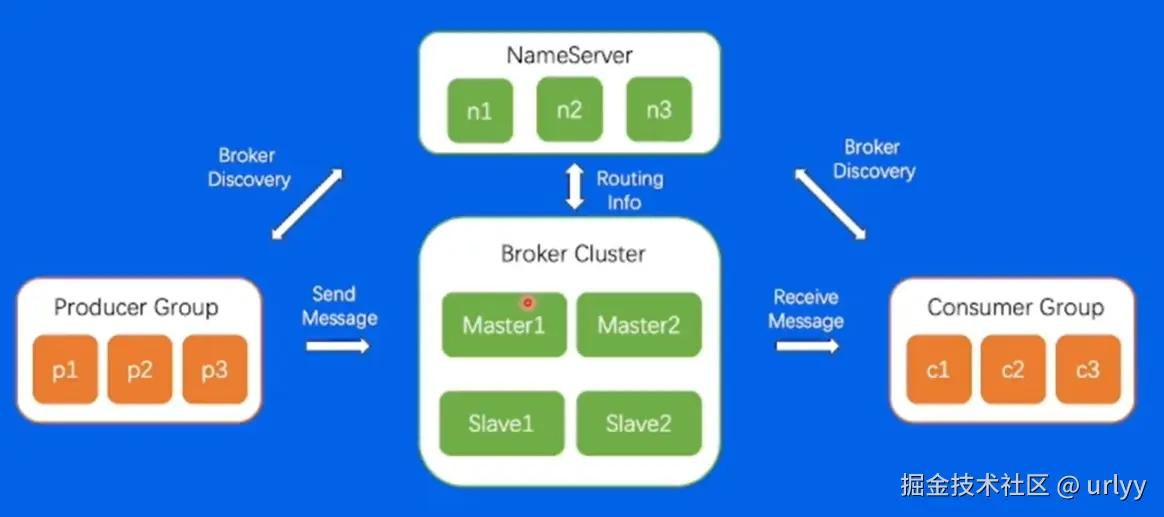 NameServer
n1
n2
n3
Broker
Discovery
Broker
Discovery
Routing
Info
Broker Cluster
Master1
Master2
Slave1
Slave2
Producer Group
p1
p2
p3
Send
Message
Receive
Message
Consumer Group
c1
c2
c3
掘金技术社区 @ urlyy